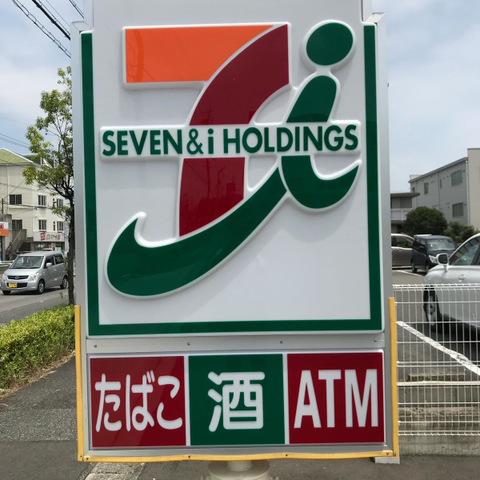 SEVEN&i HOLDINGS
たばこ 酒 ATM